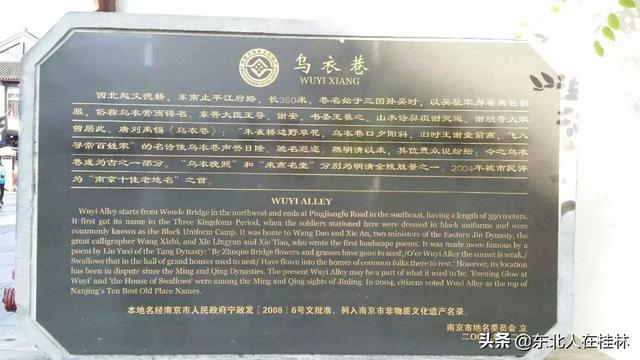 乌衣巷
WUYI XIANG
西北起文德桥，东南止平江府路，长350米。巷名始于三国孙吴时，以吴驻军身着黑色制
服，俗称乌衣营而得名。东晋大臣王导、谢安，书圣王羲之，山水诗鼻祖谢灵运、谢朓等大家
曾居此。唐刘禹锡《乌衣巷》：“朱雀桥边野草花，乌衣巷口夕阳斜，旧时王谢堂前燕，飞入
寻常百姓家”的名诗使乌衣巷声誉日隆，驰名遐迩。然明清以来，其位置众说纷纭；今之乌衣
巷或为古之一部分。“乌衣晚照”和“来燕名堂”分别为明清金陵胜景之一。2004年被市民评
为“南京十佳老地名”之首。
WUYI ALLEY
Wuyi Alley starts from Wende Bridge in the northwest and ends at Pingjiangfu Road in the southeast, having a length of 350 meters.
It first got its name in the Three Kingdoms Period, when the soldiers stationed here were dressed in black uniforms and were
commonly known as the Black Uniform Camp. It was home to Wang Dao and Xie An, two ministers of the Eastern Jin Dynasty, the
great calligrapher Wang Xizhi, and Xie Lingyun and Xie Tiao, who wrote the first landscape poems. It was made more famous by a
poem by Liu Yuxi of the Tang Dynasty: 'By Zhuque Bridge flowers and grasses have gone to seed;/O'er Wuyi Alley the sunset is weak./
Swallows that in the hall of grand houses used to nest/ Have flown into the homes of common folks there to rest.' However, its location
has been in dispute since the Ming and Qing Dynasties. The present Wuyi Alley may be a part of what it used to be. 'Evening Glow at
Wuyi' and 'the House of Swallows' were among the Ming and Qing sights of Jinling. In 2004, citizens voted Wuyi Alley as the top of
Nanjing's Ten Best Old Place Names.
本地名经南京市人民政府宁政发［2008］6号文批准，列入南京市非物质文化遗产名录。
南京市地名委员会 立
二〇〇
头条 @东北人在桂林